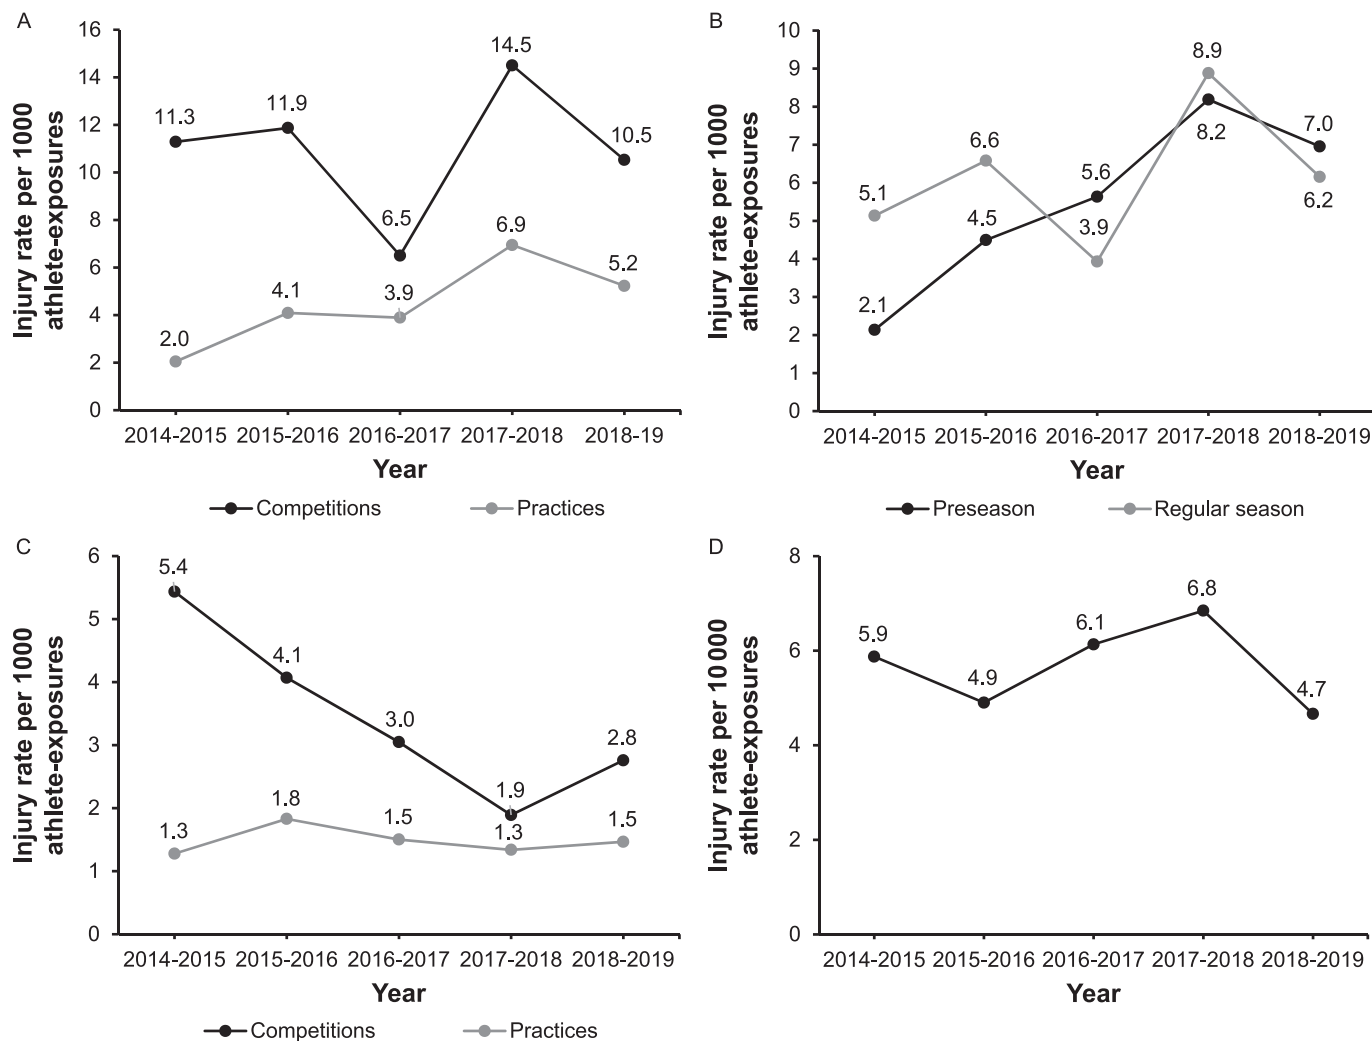 A
Injury rate per 1000
athlete-exposures
16
14
12
10
8
6
4
2
0
11.3
11.9
6.5
14.5
10.5
2.0
4.1
3.9
6.9
5.2
2014-2015 2015-2016 2016-2017 2017-2018 2018-19
Year
Competitions Practices
B
Injury rate per 1000
athlete-exposures
10
9
8
7
6
5
4
3
2
1
0
5.1
6.6
3.9
8.9
6.2
2.1
4.5
5.6
8.2
7.0
2014-2015 2015-2016 2016-2017 2017-2018 2018-2019
Year
Preseason Regular season
C
Injury rate per 1000
athlete-exposures
6
5
4
3
2
1
0
5.4
4.1
3.0
1.9
2.8
1.3
1.8
1.5
1.3
1.5
2014-2015 2015-2016 2016-2017 2017-2018 2018-2019
Year
Competitions Practices
D
Injury rate per 10 000
athlete-exposures
8
6
4
2
0
5.9
4.9
6.1
6.8
4.7
2014-2015 2015-2016 2016-2017 2017-2018 2018-2019
Year